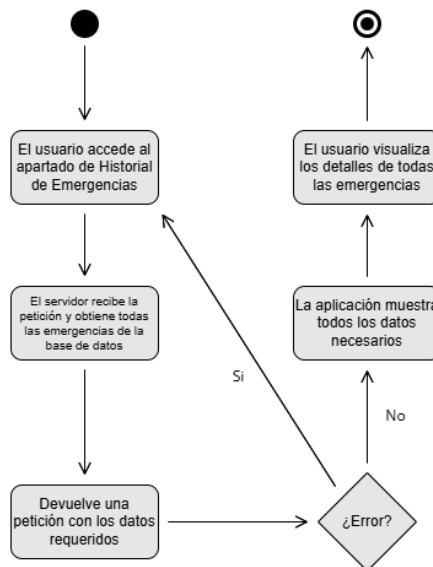 El usuario accede al
apartado de Historial
de Emergencias
El servidor recibe la
petición y obtiene todas
las emergencias de la
base de datos
Devuelve una
petición con los datos
requeridos
¿Error?
Si
No
La aplicación muestra
todos los datos
necesarios
El usuario visualiza
los detalles de todas
las emergencias